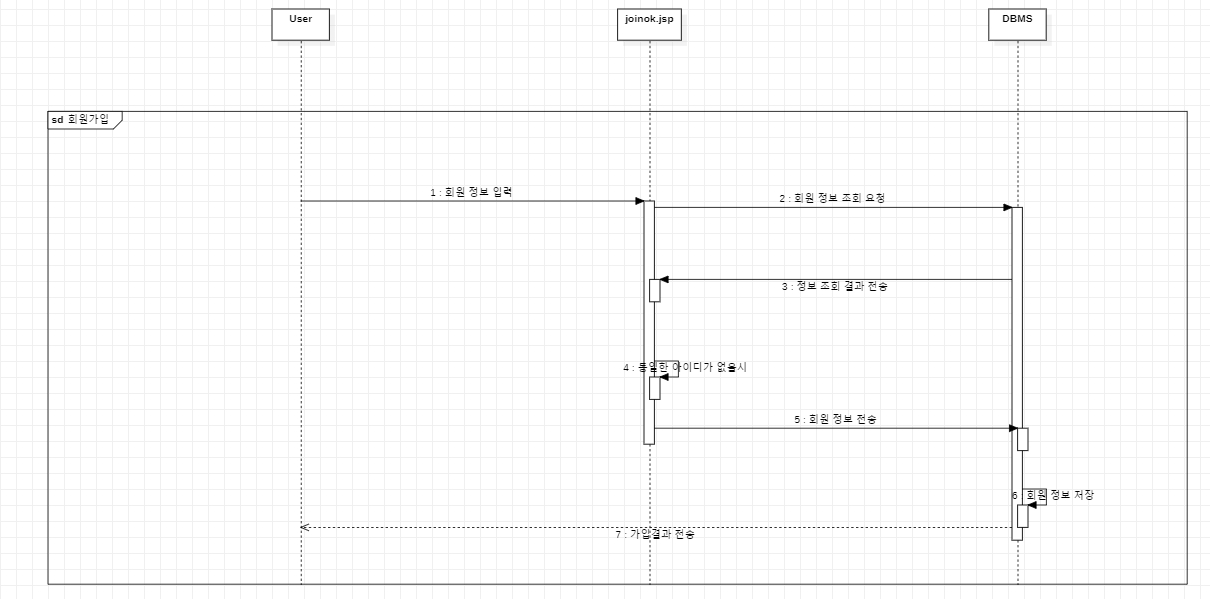 User
joinok.jsp
DBMS
sd 회원가입
1 : 회원 정보 입력
2 : 회원 정보 조회 요청
3 : 정보 조회 결과 전송
4 : 동일한 아이디가 없을시
5 : 회원 정보 전송
6 : 회원 정보 저장
7 : 가입결과 전송